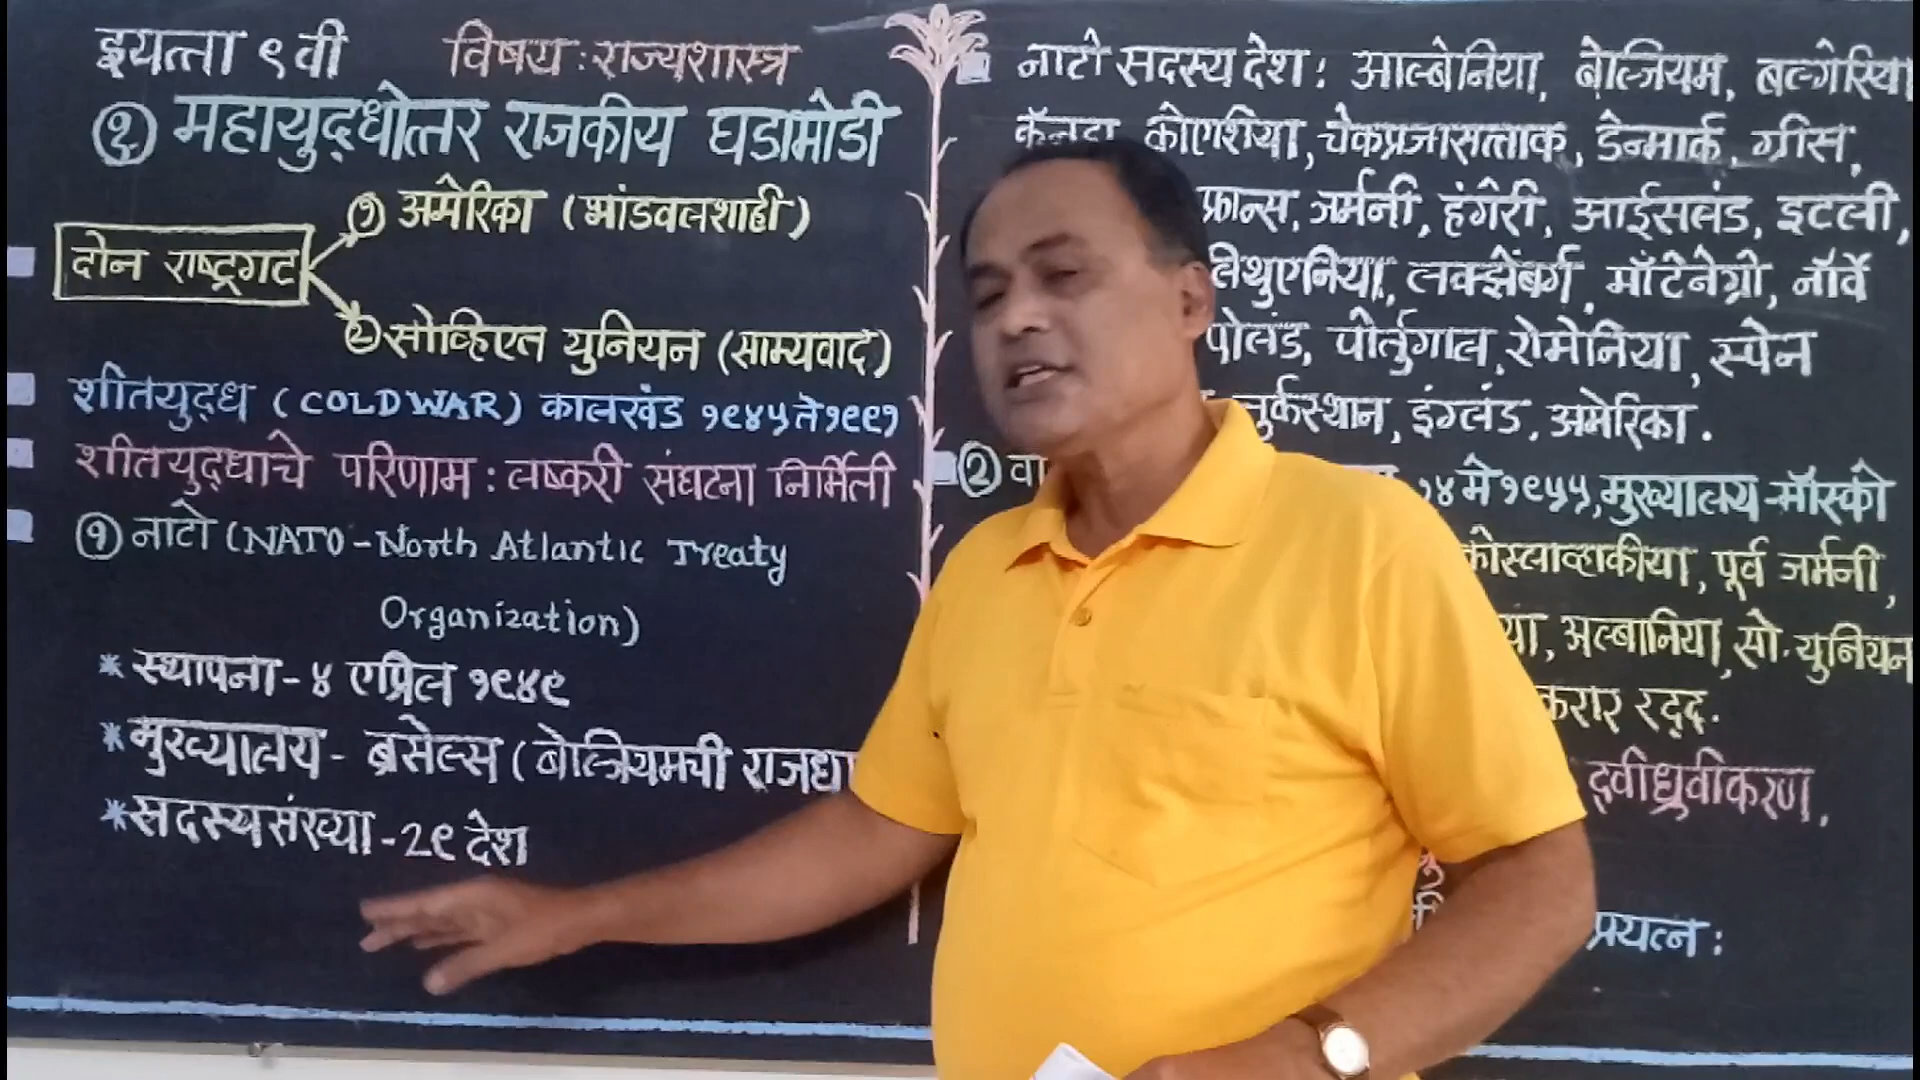 इयत्ता ९वी विषय : राज्यशास्त्र
① महायुद्धोत्तर राजकीय घडामोडी
दोन राष्ट्रगट
① अमेरिका (भांडवलशाही)
② सोव्हिएत युनियन (साम्यवाद)
शीतयुद्ध (COLD WAR) कालखंड १९४५ ते १९९१
शीतयुद्धाचे परिणाम : लष्करी संघटना निर्मिती
① नाटो (NATO - North Atlantic Treaty
Organization)
* स्थापना - ४ एप्रिल १९४९
* मुख्यालय - ब्रसेल्स (बेल्जियमची
* सदस्यसंख्या - २९ देश
नाटो सदस्य देश : आल्बेनिया, बेल्जियम, बल्गेरिया
कॅनडा, क्रोएशिया, चेकप्रजासत्ताक, डेन्मार्क, ग्रीस,
फ्रान्स, जर्मनी, हंगेरी, आईसलंड, इटली,
लिथुएनिया, लक्झेंबर्ग, माँटेनेग्रो, नॉर्वे
पोलंड, पोर्तुगाल, रोमेनिया, स्पेन
तुर्कस्थान, इंग्लंड, अमेरिका.
② १४ मे १९५५, मुख्यालय - मॉस्को
पूर्व जर्मनी,
अल्बानिया, सो. युनियन
करार रद्द.
द्वीध्रुवीकरण.
प्रयत्न :